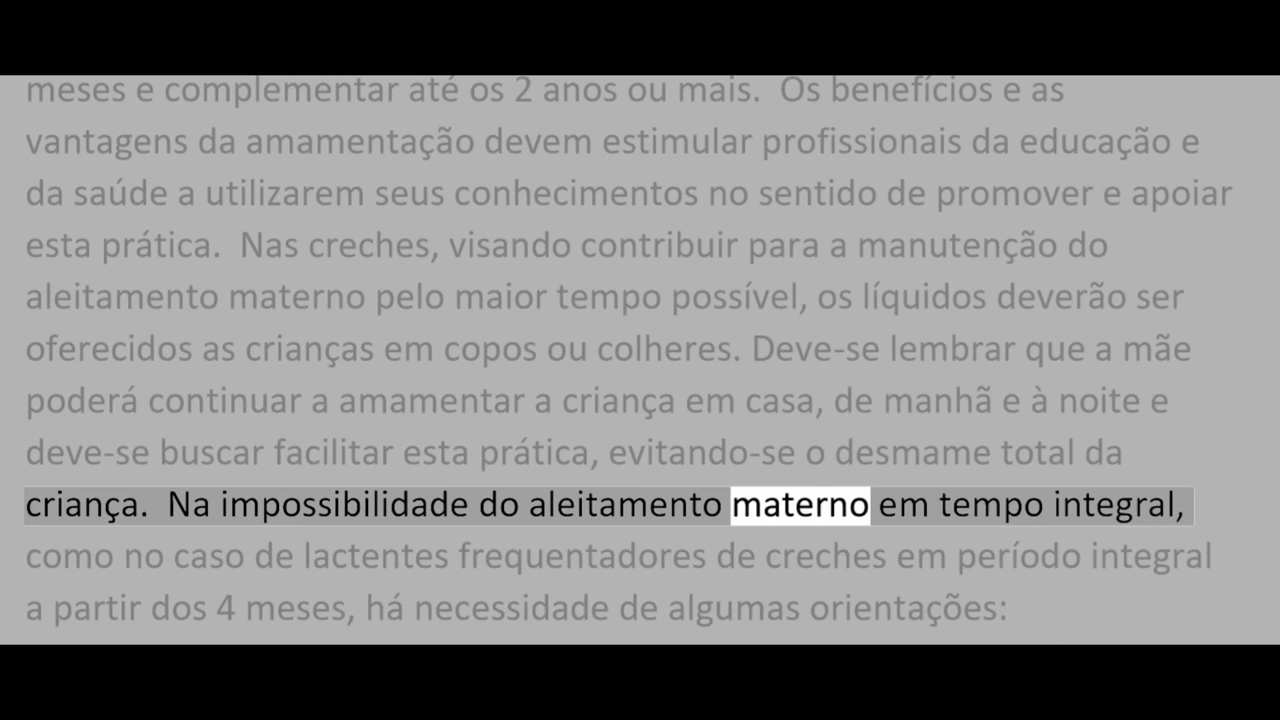 meses e complementar até os 2 anos ou mais.  Os benefícios e as
vantagens da amamentação devem estimular profissionais da educação e
da saúde a utilizarem seus conhecimentos no sentido de promover e apoiar
esta prática.  Nas creches, visando contribuir para a manutenção do
aleitamento materno pelo maior tempo possível, os líquidos deverão ser
oferecidos as crianças em copos ou colheres. Deve-se lembrar que a mãe
poderá continuar a amamentar a criança em casa, de manhã e à noite e
deve-se buscar facilitar esta prática, evitando-se o desmame total da
criança.  Na impossibilidade do aleitamento materno em tempo integral,
como no caso de lactentes frequentadores de creches em período integral
a partir dos 4 meses, há necessidade de algumas orientações: